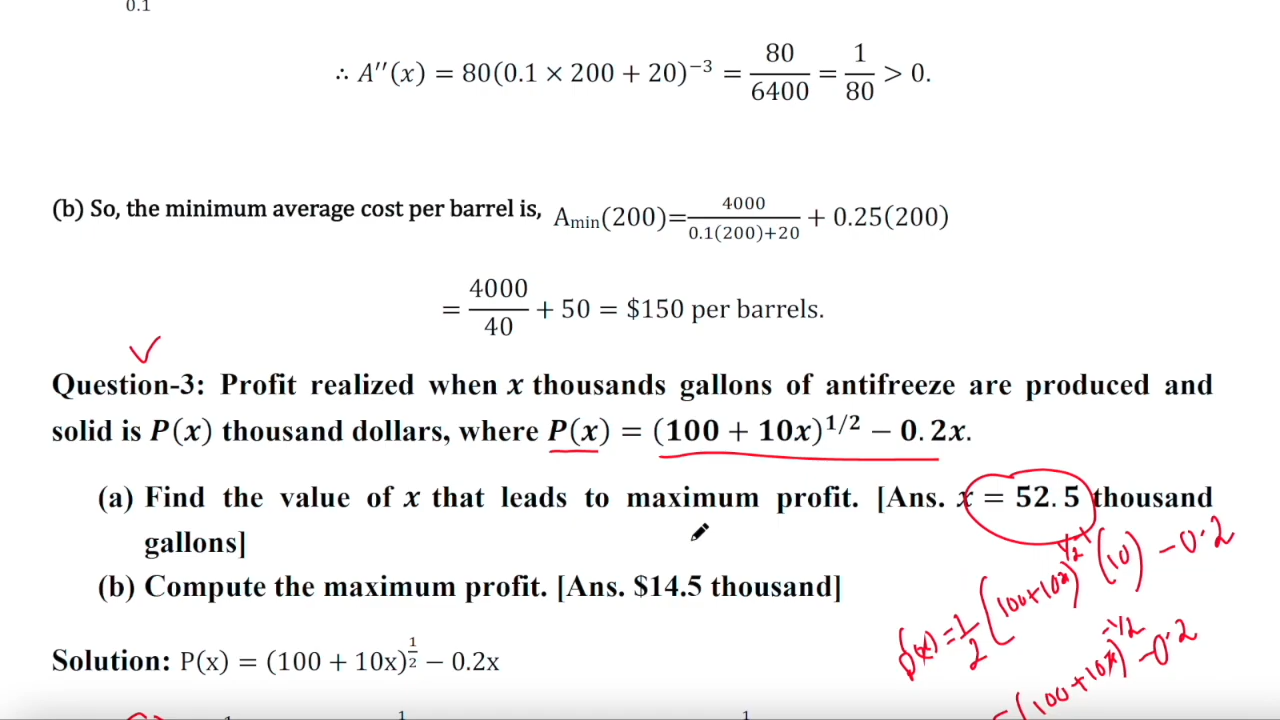 0.1
∴ A′′(x) = 80(0.1 × 200 + 20)⁻³ = 80/6400 = 1/80 > 0.
(b) So, the minimum average cost per barrel is, Amin(200)=4000/0.1(200)+20 + 0.25(200)
= 4000/40 + 50 = $150 per barrels.
Question-3: Profit realized when x thousands gallons of antifreeze are produced and
solid is P(x) thousand dollars, where P(x) = (100 + 10x)^1/2 − 0.2x.
(a) Find the value of x that leads to maximum profit. [Ans. x = 52.5 thousand
gallons]
(b) Compute the maximum profit. [Ans. $14.5 thousand]
p'(x) = 1/2 (100+10x)^1/2-1 (10) - 0.2
= (100+10x)^-1/2 - 0.2
Solution: P(x) = (100 + 10x)^1/2 − 0.2x